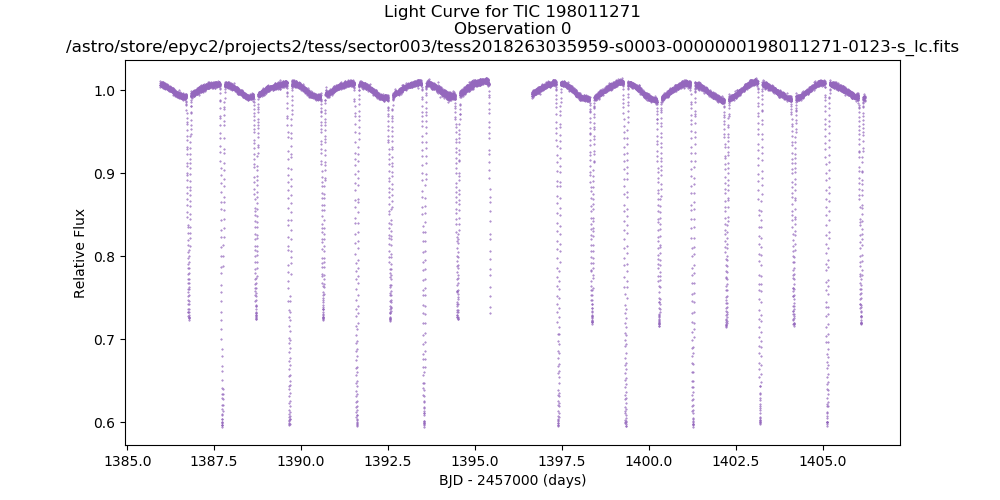 Light Curve for TIC 198011271
Observation 0
/astro/store/epyc2/projects2/tess/sector003/tess2018263035959-s0003-0000000198011271-0123-s_lc.fits
Relative Flux
1.0
0.9
0.8
0.7
0.6
1385.0 1387.5 1390.0 1392.5 1395.0 1397.5 1400.0 1402.5 1405.0
BJD - 2457000 (days)